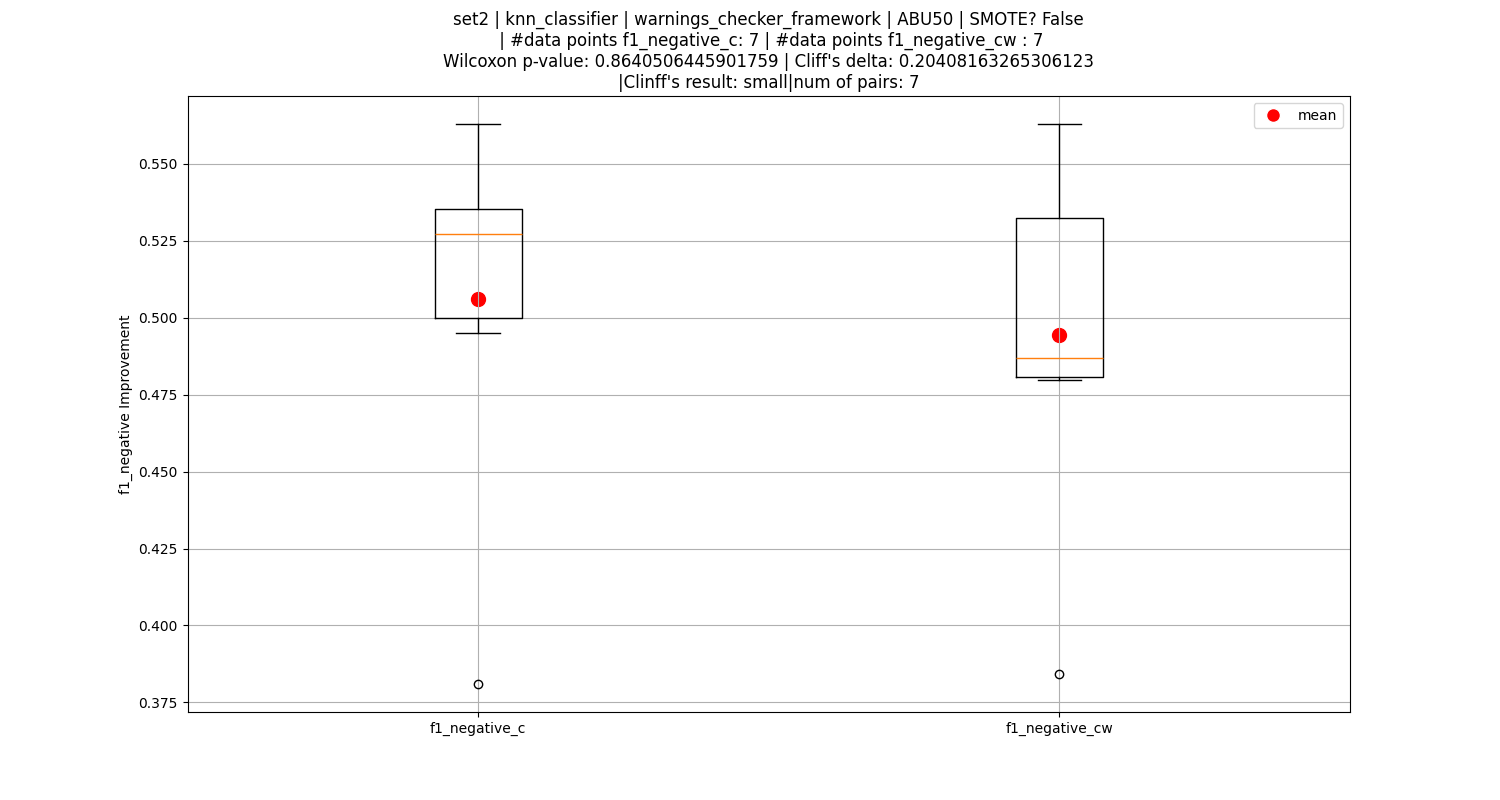 set2 | knn_classifier | warnings_checker_framework | ABU50 | SMOTE? False
| #data points f1_negative_c: 7 | #data points f1_negative_cw : 7
Wilcoxon p-value: 0.8640506445901759 | Cliff's delta: 0.20408163265306123
|Clinff's result: small|num of pairs: 7
mean
0.550
0.525
0.500
0.475
0.450
0.425
0.400
0.375
f1_negative Improvement
f1_negative_c
f1_negative_cw